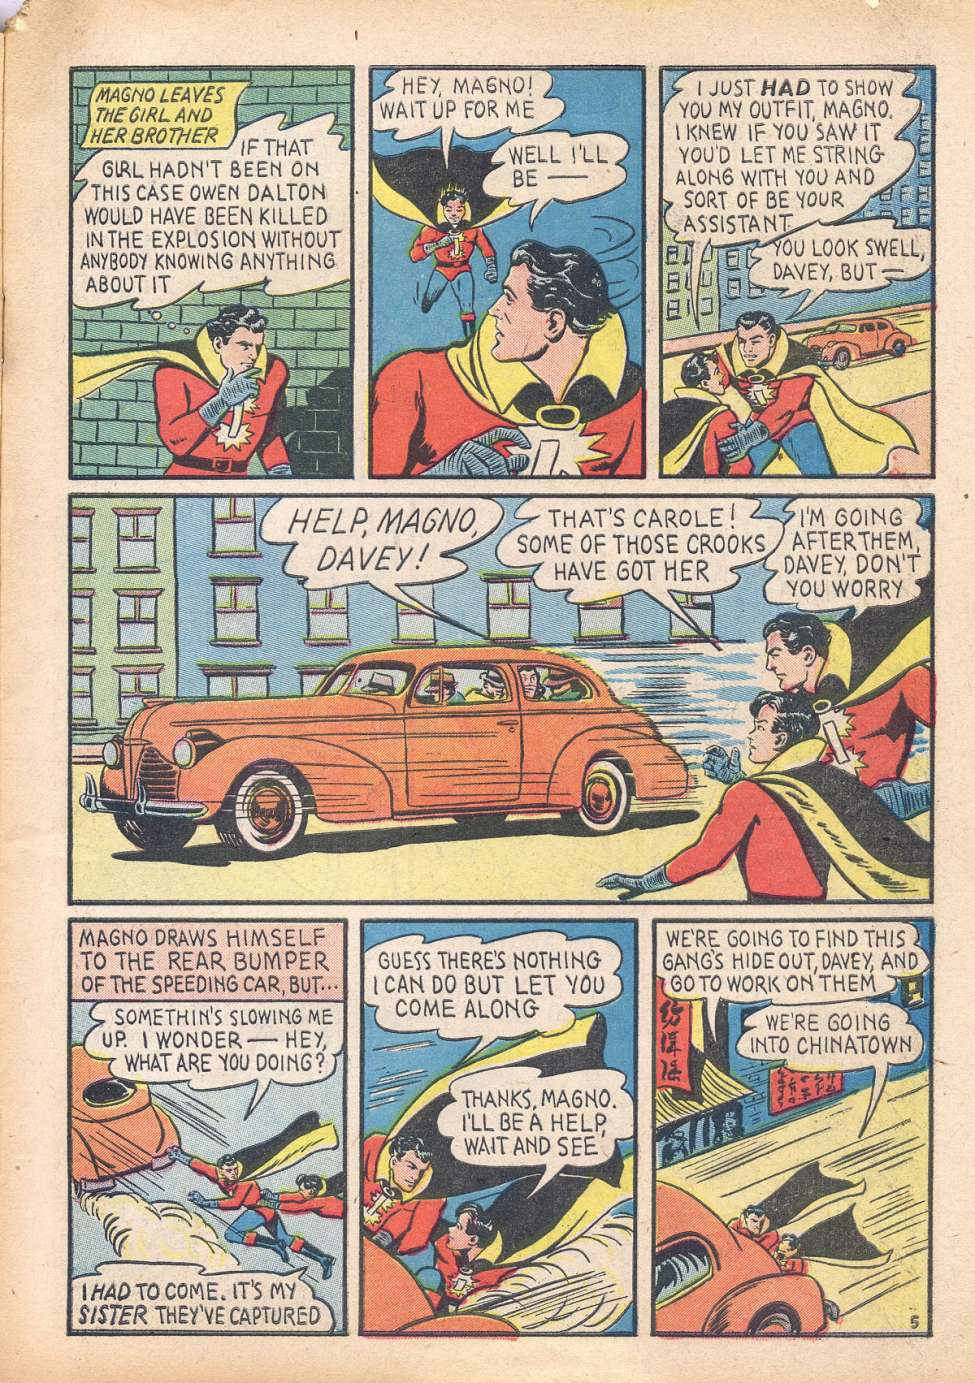 MAGNO LEAVES
THE GIRL AND
HER BROTHER
IF THAT
GIRL HADN'T BEEN ON
THIS CASE OWEN DALTON
WOULD HAVE BEEN KILLED
IN THE EXPLOSION WITHOUT
ANYBODY KNOWING ANYTHING
ABOUT IT
HEY, MAGNO!
WAIT UP FOR ME
WELL I'LL
BE —
I JUST HAD TO SHOW
YOU MY OUTFIT, MAGNO.
I KNEW IF YOU SAW IT
YOU'D LET ME STRING
ALONG WITH YOU AND
SORT OF BE YOUR
ASSISTANT.
YOU LOOK SWELL,
DAVEY, BUT —
HELP, MAGNO,
DAVEY!
THAT'S CAROLE!
SOME OF THOSE CROOKS
HAVE GOT HER
I'M GOING
AFTER THEM,
DAVEY, DON'T
YOU WORRY
MAGNO DRAWS HIMSELF
TO THE REAR BUMPER
OF THE SPEEDING CAR, BUT...
SOMETHIN'S SLOWING ME
UP. I WONDER — HEY,
WHAT ARE YOU DOING?
I HAD TO COME. IT'S MY
SISTER THEY'VE CAPTURED
GUESS THERE'S NOTHING
I CAN DO BUT LET YOU
COME ALONG
THANKS, MAGNO.
I'LL BE A HELP,
WAIT AND SEE
WE'RE GOING TO FIND THIS
GANG'S HIDE OUT, DAVEY, AND
GO TO WORK ON THEM
WE'RE GOING
INTO CHINATOWN
5